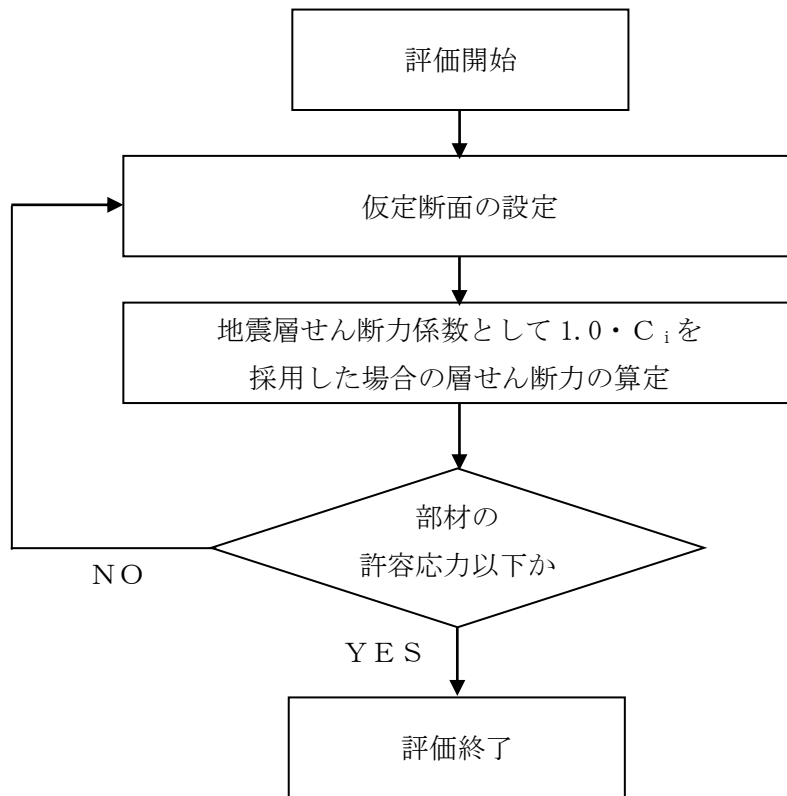 評価開始
仮定断面の設定
地震層せん断力係数として 1.0・Ｃｉを
採用した場合の層せん断力の算定
部材の
許容応力以下か
ＮＯ
ＹＥＳ
評価終了